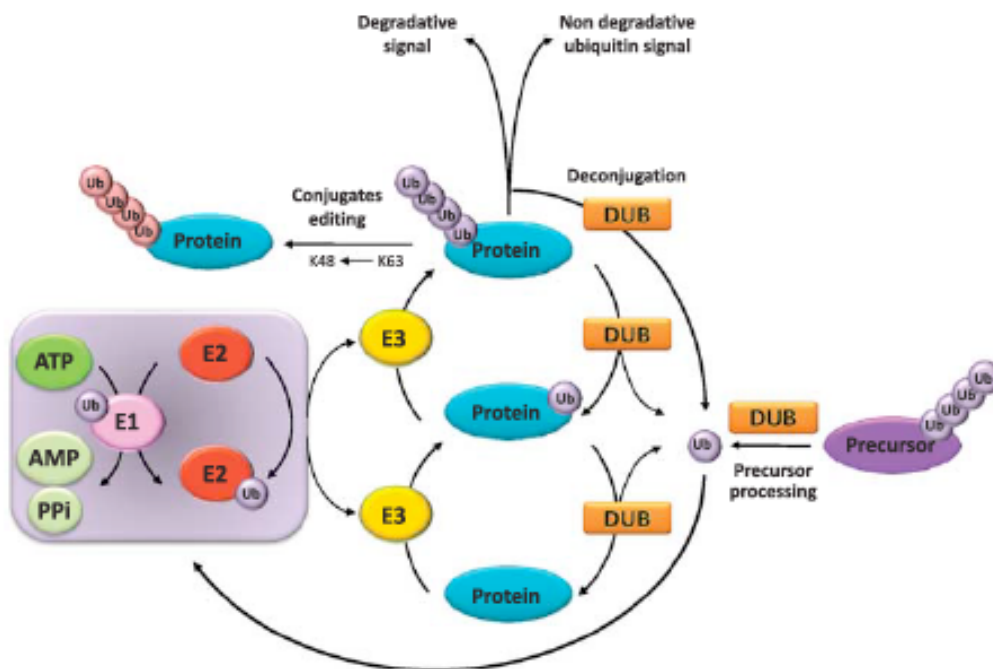 Degradative
signal
Non degradative
ubiquitin signal
Deconjugation
DUB
Conjugates
editing
K48
K63
Ub
Ub
Ub
Ub
Protein
Ub
Ub
Ub
Ub
Protein
ATP
E2
Ub
E1
AMP
E2
Ub
PPi
E3
DUB
Protein
Ub
E3
DUB
Protein
Ub
DUB
Precursor
processing
Ub
Ub
Ub
Ub
Precursor